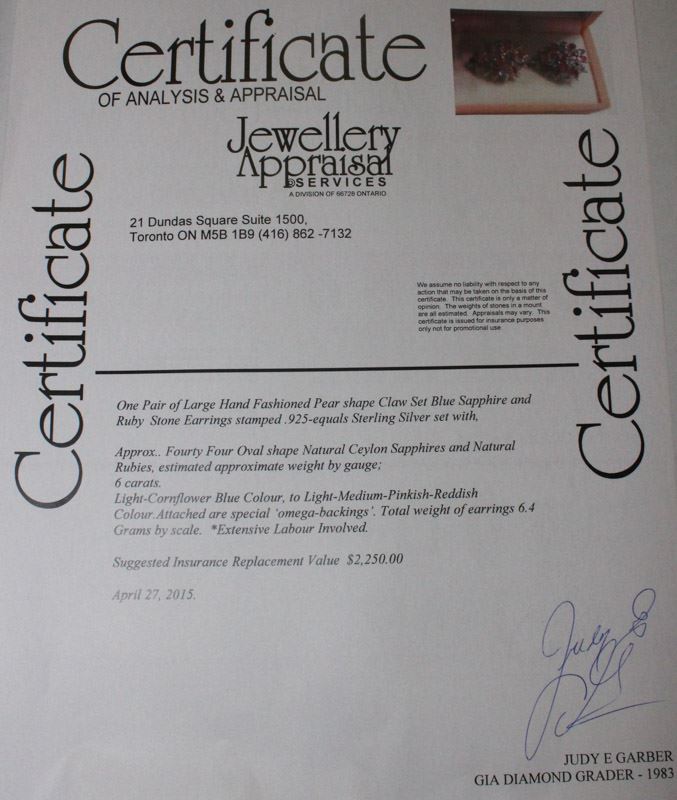 Certificate
OF ANALYSIS & APPRAISAL
Jewellery
Appraisal
SERVICES
A DIVISION OF 66728 ONTARIO
Certificate
Certificate
21 Dundas Square Suite 1500,
Toronto ON M5B 1B9 (416) 862 -7132
We assume no liability with respect to any
action that may be taken on the basis of this
certificate. This certificate is only a matter of
opinion. The weights of stones in a mount
are all estimated. Appraisals may vary. This
certificate is issued for insurance purposes
only not for promotional use
One Pair of Large Hand Fashioned Pear shape Claw Set Blue Sapphire and
Ruby Stone Earrings stamped .925-equals Sterling Silver set with,
Approx.. Fourty Four Oval shape Natural Ceylon Sapphires and Natural
Rubies, estimated approximate weight by gauge;
6 carats.
Light-Cornflower Blue Colour, to Light-Medium-Pinkish-Reddish
Colour.Attached are special 'omega-backings'. Total weight of earrings 6.4
Grams by scale. *Extensive Labour Involved.
Suggested Insurance Replacement Value $2,250.00
April 27, 2015.
Judy E
JUDY E GARBER
GIA DIAMOND GRADER - 1983